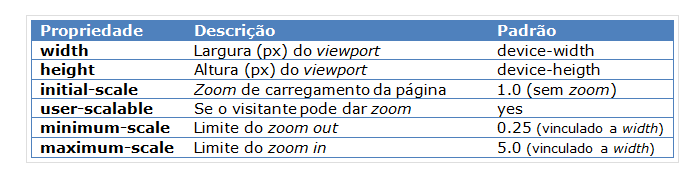 Propriedade Descrição Padrão
width Largura (px) do viewport device-width
height Altura (px) do viewport device-heigth
initial-scale Zoom de carregamento da página 1.0 (sem zoom)
user-scalable Se o visitante pode dar zoom yes
minimum-scale Limite do zoom out 0.25 (vinculado a width)
maximum-scale Limite do zoom in 5.0 (vinculado a width)